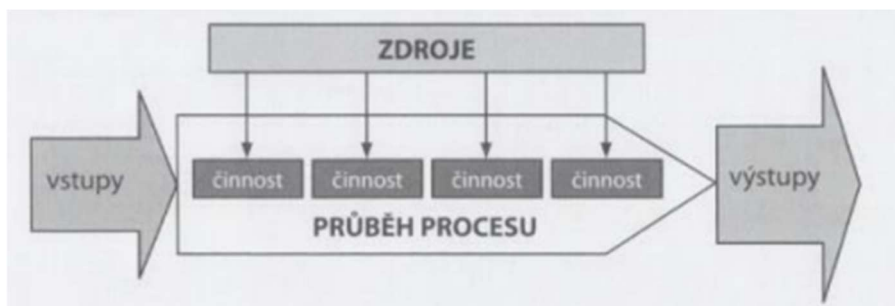 ZDROJE
vstupy
činnost činnost činnost činnost
výstupy
PRŮBĚH PROCESU